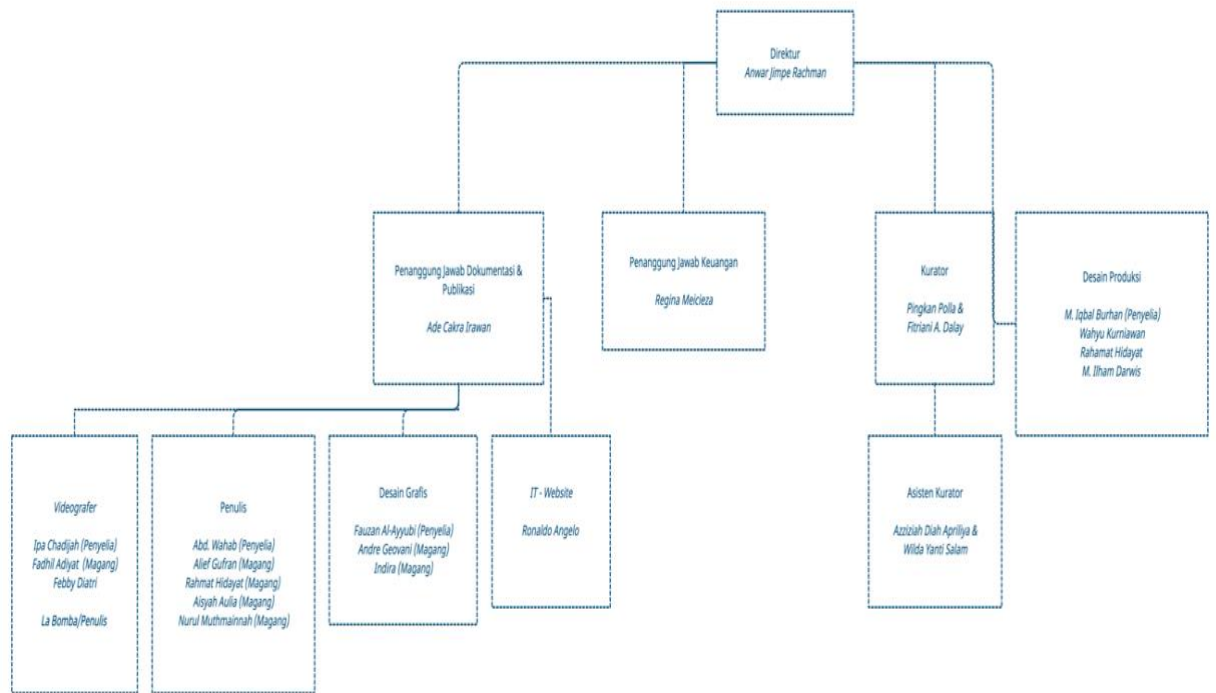 Direktur
Anwar Jimpe Rachman
Penanggung Jawab Dokumentasi &
Publikasi
Ade Cakra Irawan
Penanggung Jawab Keuangan
Regina Meicieza
Kurator
Pingkan Polla &
Fitriani A. Dalay
Desain Produksi
M. Iqbal Burhan (Penyelia)
Wahyu Kurniawan
Rahamat Hidayat
M. Ilham Darwis
Videografer
Ipa Chadijah (Penyelia)
Fadhil Adiyat (Magang)
Febby Diatri
La Bomba/Penulis
Penulis
Abd. Wahab (Penyelia)
Alief Gufran (Magang)
Rahmat Hidayat (Magang)
Aisyah Aulia (Magang)
Nurul Muthmainnah (Magang)
Desain Grafis
Fauzan Al-Ayyubi (Penyelia)
Andre Geovani (Magang)
Indira (Magang)
IT - Website
Ronaldo Angelo
Asisten Kurator
Azziziah Diah Apriliya &
Wilda Yanti Salam